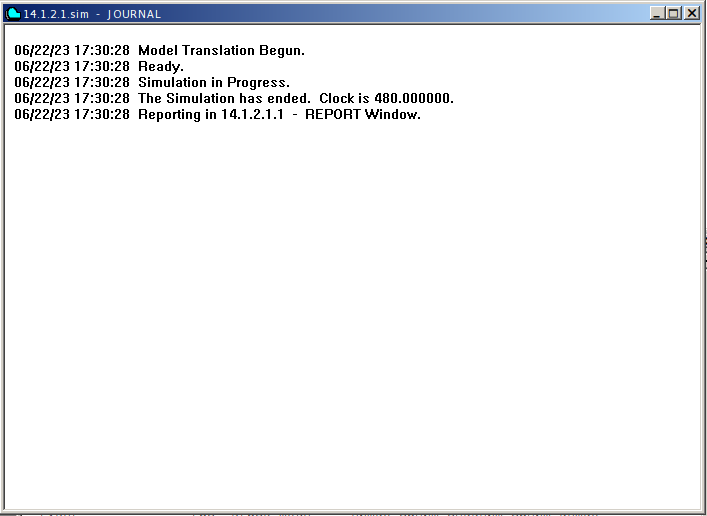 14.1.2.1.sim - JOURNAL
06/22/23 17:30:28 Model Translation Begun.
06/22/23 17:30:28 Ready.
06/22/23 17:30:28 Simulation in Progress.
06/22/23 17:30:28 The Simulation has ended. Clock is 480.000000.
06/22/23 17:30:28 Reporting in 14.1.2.1.1 - REPORT Window.